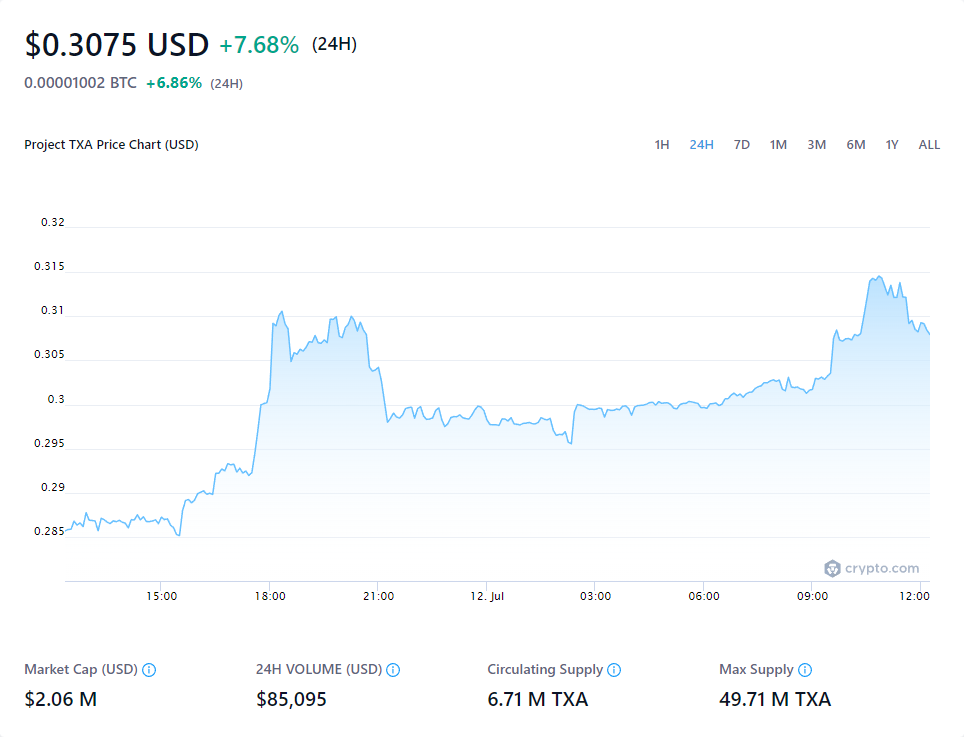 $0.3075 USD +7.68% (24H)
0.00001002 BTC +6.86% (24H)
Project TXA Price Chart (USD) 1H 24H 7D 1M 3M 6M 1Y ALL
0.32
0.315
0.31
0.305
0.3
0.295
0.29
0.285
crypto.com
15:00 18:00 21:00 12. Jul 03:00 06:00 09:00 12:00
Market Cap (USD) 24H VOLUME (USD) Circulating Supply Max Supply
$2.06 M $85,095 6.71 M TXA 49.71 M TXA